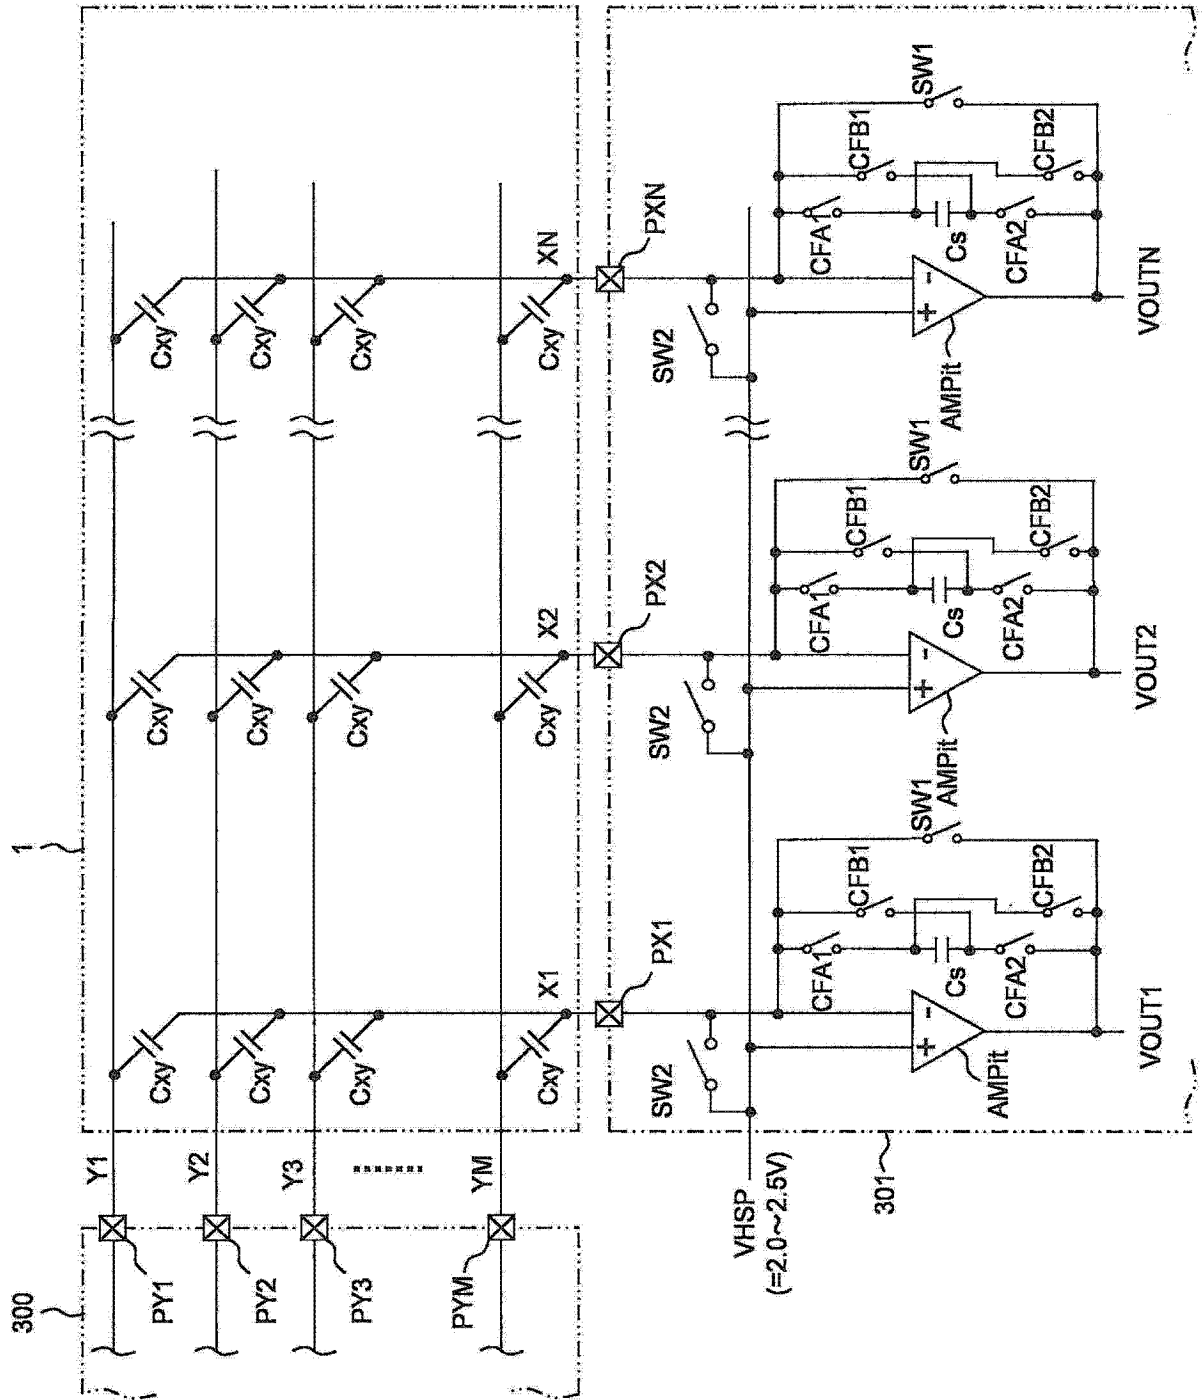 300
1
PY1
Y1
Cxy
Cxy
Cxy
PY2
Y2
Cxy
Cxy
Cxy
PY3
Y3
Cxy
Cxy
Cxy
PYM
YM
Cxy
X1
Cxy
X2
Cxy
XN
PX1
PX2
PXN
SW2
SW2
SW2
VHSP
(=2.0~2.5V)
301
CFA1
CFB1
SW1
Cs
CFA2
CFB2
AMPit
VOUT1
CFA1
CFB1
SW1
Cs
CFA2
CFB2
AMPit
VOUT2
CFA1
CFB1
SW1
Cs
CFA2
CFB2
AMPit
VOUTN